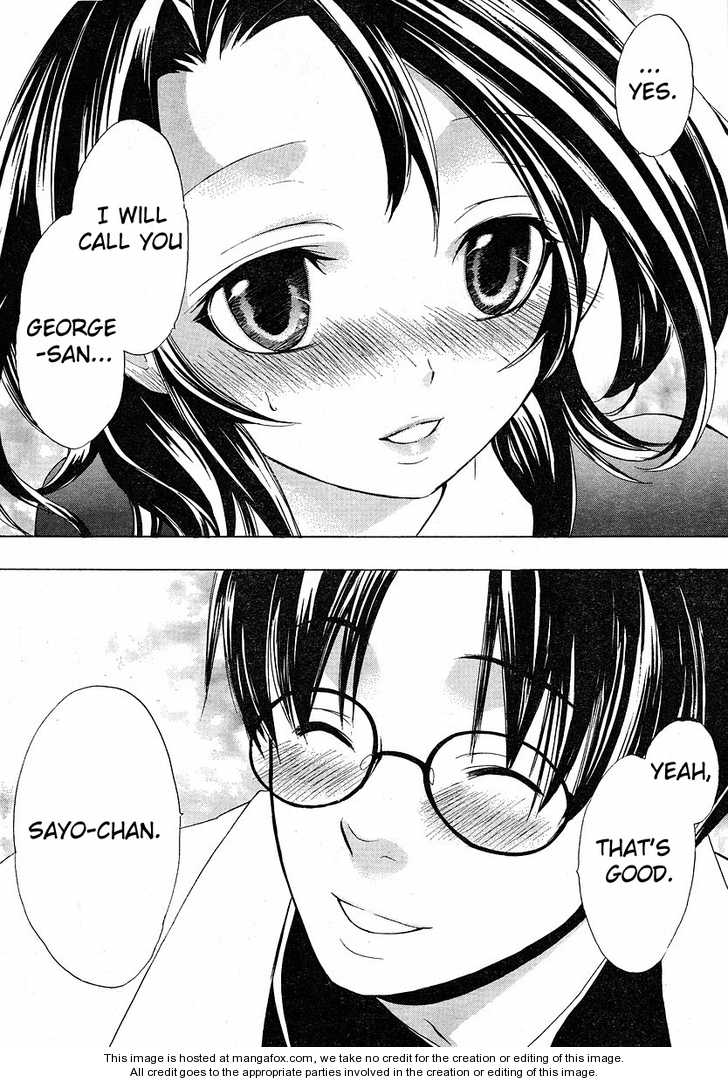 ...
YES.
I WILL
CALL YOU
GEORGE
-SAN...
YEAH,
THAT'S
GOOD.
SAYO-CHAN.
This image is hosted at mangafox.com, we take no credit for the creation or editing of this image.
All credit goes to the appropriate parties involved in the creation or editing of this image.